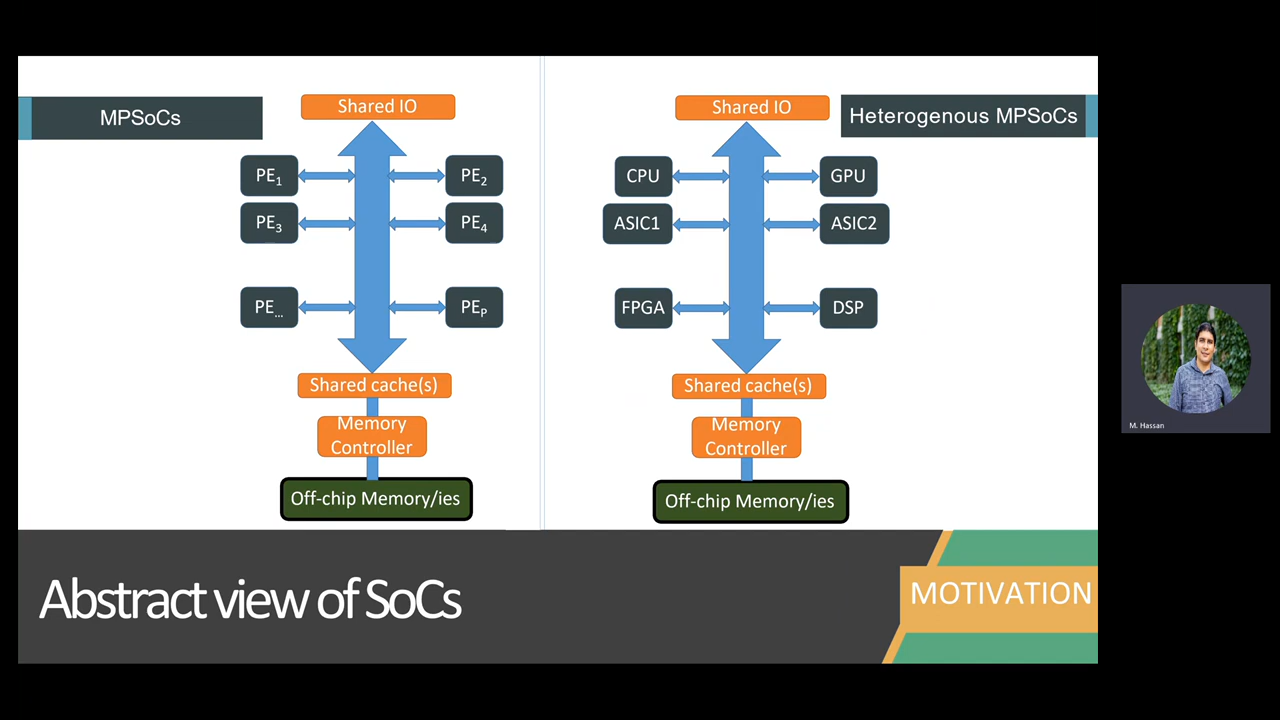 MPSoCs
Shared IO
PE1
PE2
PE3
PE4
PE...
PEP
Shared cache(s)
Memory
Controller
Off-chip Memory/ies
Shared IO
Heterogenous MPSoCs
CPU
GPU
ASIC1
ASIC2
FPGA
DSP
Shared cache(s)
Memory
Controller
Off-chip Memory/ies
M. Hassan
Abstract view of SoCs
MOTIVATION